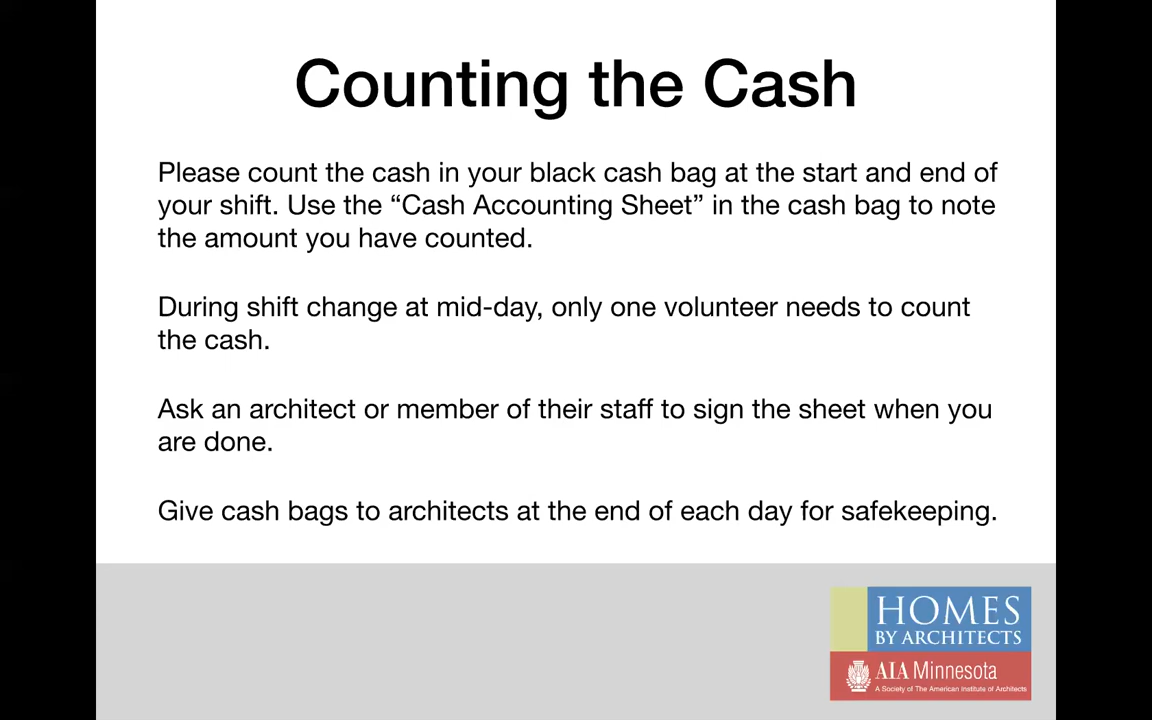 Counting the Cash
Please count the cash in your black cash bag at the start and end of
your shift. Use the “Cash Accounting Sheet” in the cash bag to note
the amount you have counted.
During shift change at mid-day, only one volunteer needs to count
the cash.
Ask an architect or member of their staff to sign the sheet when you
are done.
Give cash bags to architects at the end of each day for safekeeping.
HOMES
BY ARCHITECTS
AIA Minnesota
A Society of The American Institute of Architects